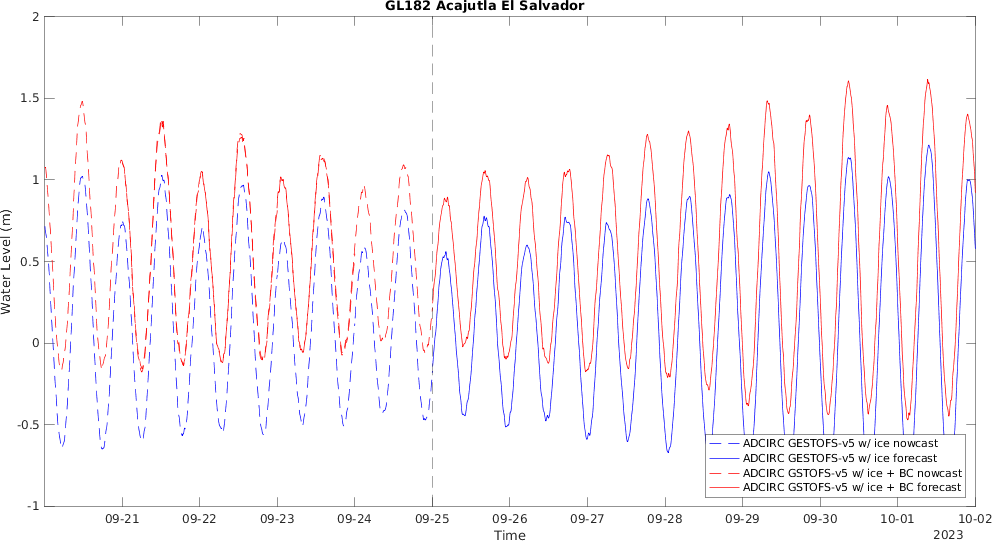 GL182 Acajutla El Salvador
2
1.5
1
0.5
0
-0.5
-1
Water Level (m)
09-21 09-22 09-23 09-24 09-25 09-26 09-27 09-28 09-29 09-30 10-01 10-02
Time
2023
ADCIRC GESTOFS-v5 w/ ice nowcast
ADCIRC GESTOFS-v5 w/ ice forecast
ADCIRC GSTOFS-v5 w/ ice + BC nowcast
ADCIRC GSTOFS-v5 w/ ice + BC forecast